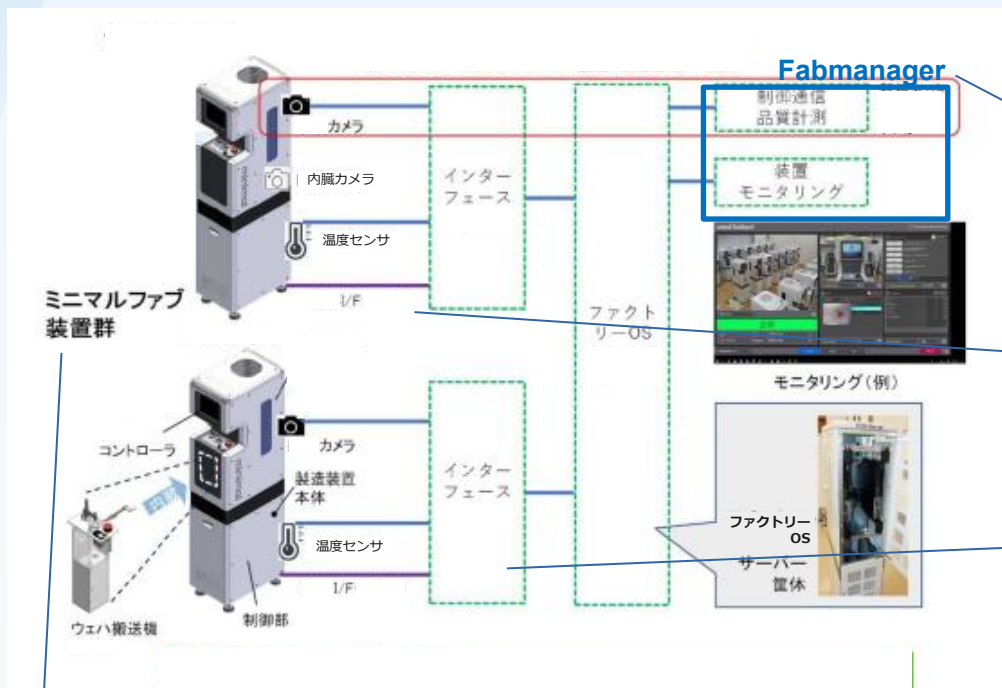 Fabmanager
制御通信
品質計測
カメラ
内臓カメラ
インター
フェース
装置
モニタリング
温度センサ
I/F
ミニマルファブ
装置群
ファクト
リーOS
モニタリング(例)
コントローラ
カメラ
製造装置
本体
インター
フェース
内蔵
ファクトリー
OS
サーバー
筐体
温度センサ
I/F
制御部
ウェハ搬送機
minimal
minimal